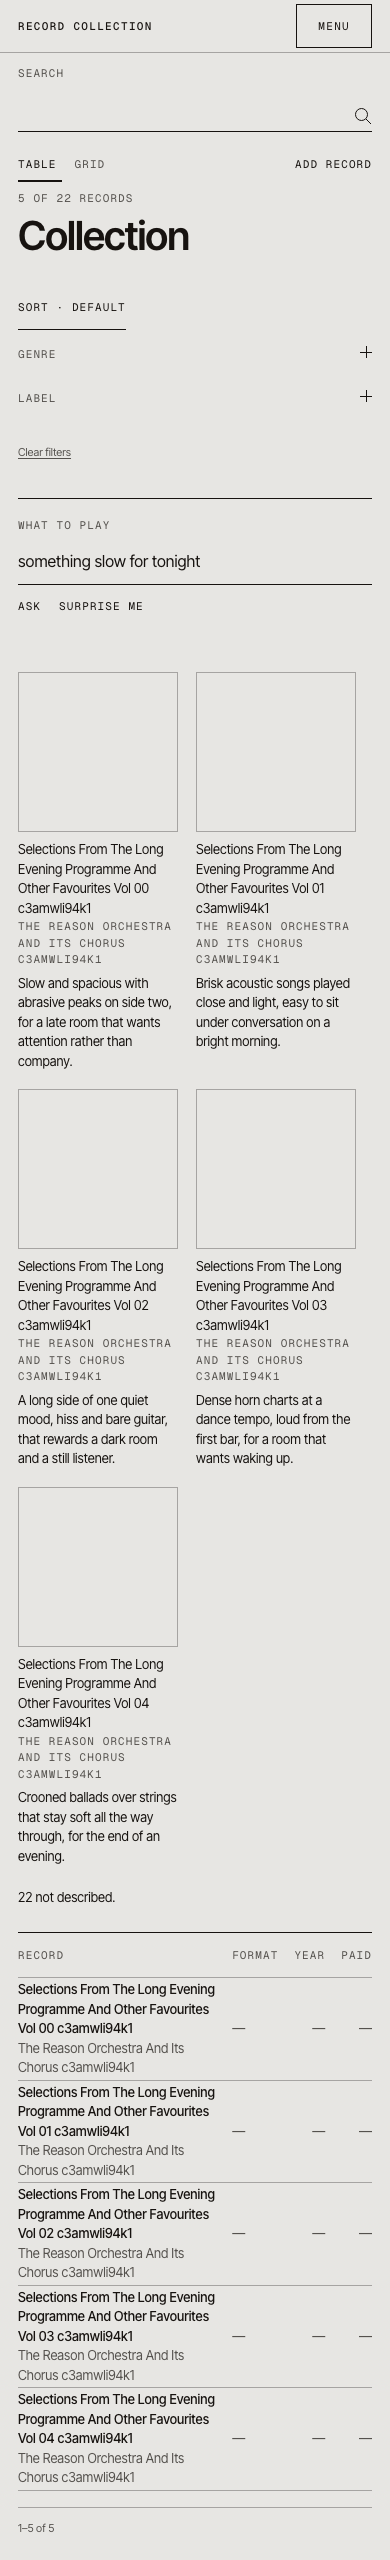 RECORD COLLECTION
MENU
SEARCH
TABLE GRID ADD RECORD
5 OF 22 RECORDS
Collection
SORT · DEFAULT
GENRE
LABEL
Clear filters
WHAT TO PLAY
something slow for tonight
ASK SURPRISE ME
Selections From The Long
Evening Programme And
Other Favourites Vol 00
c3amwli94k1
THE REASON ORCHESTRA
AND ITS CHORUS
C3AMWLI94K1
Slow and spacious with
abrasive peaks on side two,
for a late room that wants
attention rather than
company.
Selections From The Long
Evening Programme And
Other Favourites Vol 01
c3amwli94k1
THE REASON ORCHESTRA
AND ITS CHORUS
C3AMWLI94K1
Brisk acoustic songs played
close and light, easy to sit
under conversation on a
bright morning.
Selections From The Long
Evening Programme And
Other Favourites Vol 02
c3amwli94k1
THE REASON ORCHESTRA
AND ITS CHORUS
C3AMWLI94K1
A long side of one quiet
mood, hiss and bare guitar,
that rewards a dark room
and a still listener.
Selections From The Long
Evening Programme And
Other Favourites Vol 03
c3amwli94k1
THE REASON ORCHESTRA
AND ITS CHORUS
C3AMWLI94K1
Dense horn charts at a
dance tempo, loud from the
first bar, for a room that
wants waking up.
Selections From The Long
Evening Programme And
Other Favourites Vol 04
c3amwli94k1
THE REASON ORCHESTRA
AND ITS CHORUS
C3AMWLI94K1
Crooned ballads over strings
that stay soft all the way
through, for the end of an
evening.
22 not described.
RECORD FORMAT YEAR PAID
Selections From The Long Evening
Programme And Other Favourites
Vol 00 c3amwli94k1 — — —
The Reason Orchestra And Its
Chorus c3amwli94k1
Selections From The Long Evening
Programme And Other Favourites
Vol 01 c3amwli94k1 — — —
The Reason Orchestra And Its
Chorus c3amwli94k1
Selections From The Long Evening
Programme And Other Favourites
Vol 02 c3amwli94k1 — — —
The Reason Orchestra And Its
Chorus c3amwli94k1
Selections From The Long Evening
Programme And Other Favourites
Vol 03 c3amwli94k1 — — —
The Reason Orchestra And Its
Chorus c3amwli94k1
Selections From The Long Evening
Programme And Other Favourites
Vol 04 c3amwli94k1 — — —
The Reason Orchestra And Its
Chorus c3amwli94k1
1–5 of 5